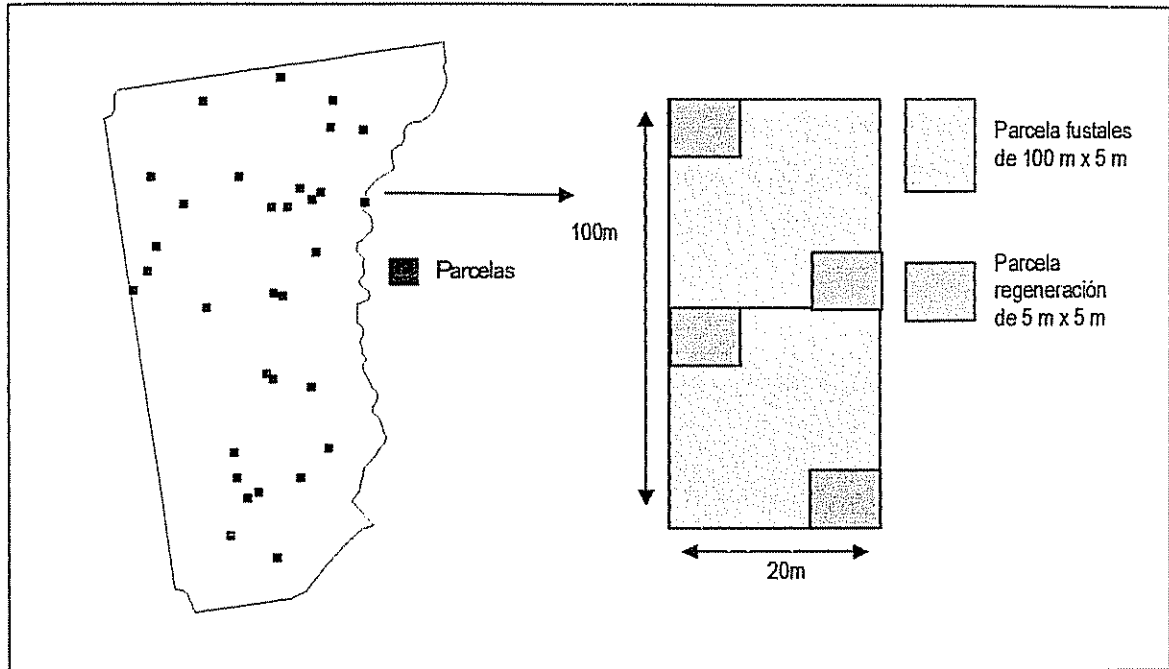 Parcelas
100m
20m
Parcela fustales
de 100 m x 5 m
Parcela
regeneración
de 5 m x 5 m